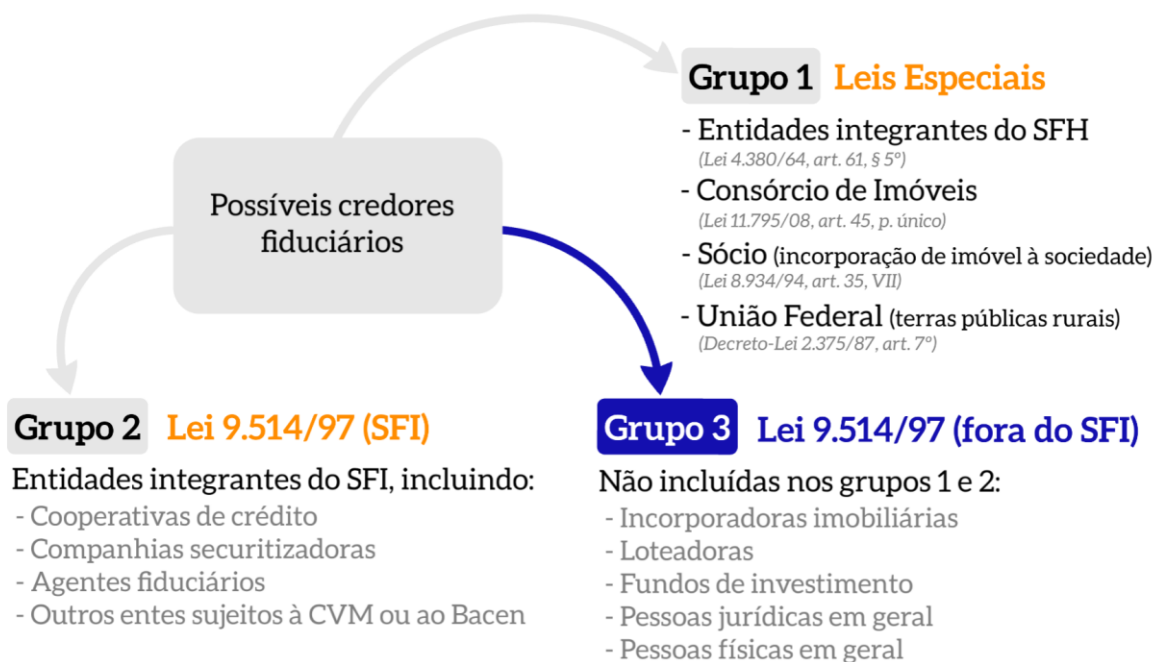 Possíveis credores
fiduciários
Grupo 1 Leis Especiais
- Entidades integrantes do SFH
(Lei 4.380/64, art. 61, § 5º)
- Consórcio de Imóveis
(Lei 11.795/08, art. 45, p. único)
- Sócio (incorporação de imóvel à sociedade)
(Lei 8.934/94, art. 35, VII)
- União Federal (terras públicas rurais)
(Decreto-Lei 2.375/87, art. 7º)
Grupo 2 Lei 9.514/97 (SFI)
Entidades integrantes do SFI, incluindo:
- Cooperativas de crédito
- Companhias securitizadoras
- Agentes fiduciários
- Outros entes sujeitos à CVM ou ao Bacen
Grupo 3 Lei 9.514/97 (fora do SFI)
Não incluídas nos grupos 1 e 2:
- Incorporadoras imobiliárias
- Loteadoras
- Fundos de investimento
- Pessoas jurídicas em geral
- Pessoas físicas em geral